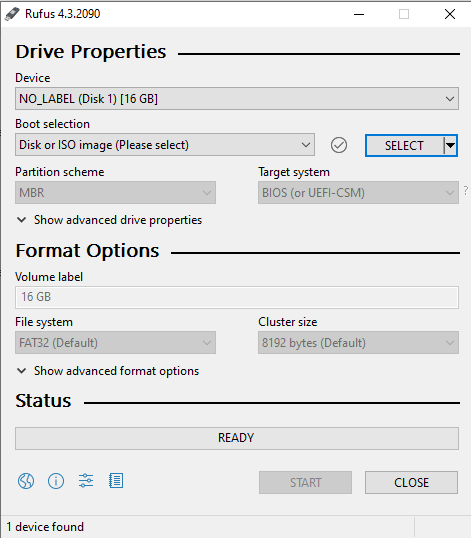 Rufus 4.3.2090
Drive Properties
Device
NO_LABEL (Disk 1) [16 GB]
Boot selection
Disk or ISO image (Please select)
SELECT
Partition scheme
Target system
MBR
BIOS (or UEFI-CSM)
?
Show advanced drive properties
Format Options
Volume label
16 GB
File system
Cluster size
FAT32 (Default)
8192 bytes (Default)
Show advanced format options
Status
READY
START
CLOSE
1 device found